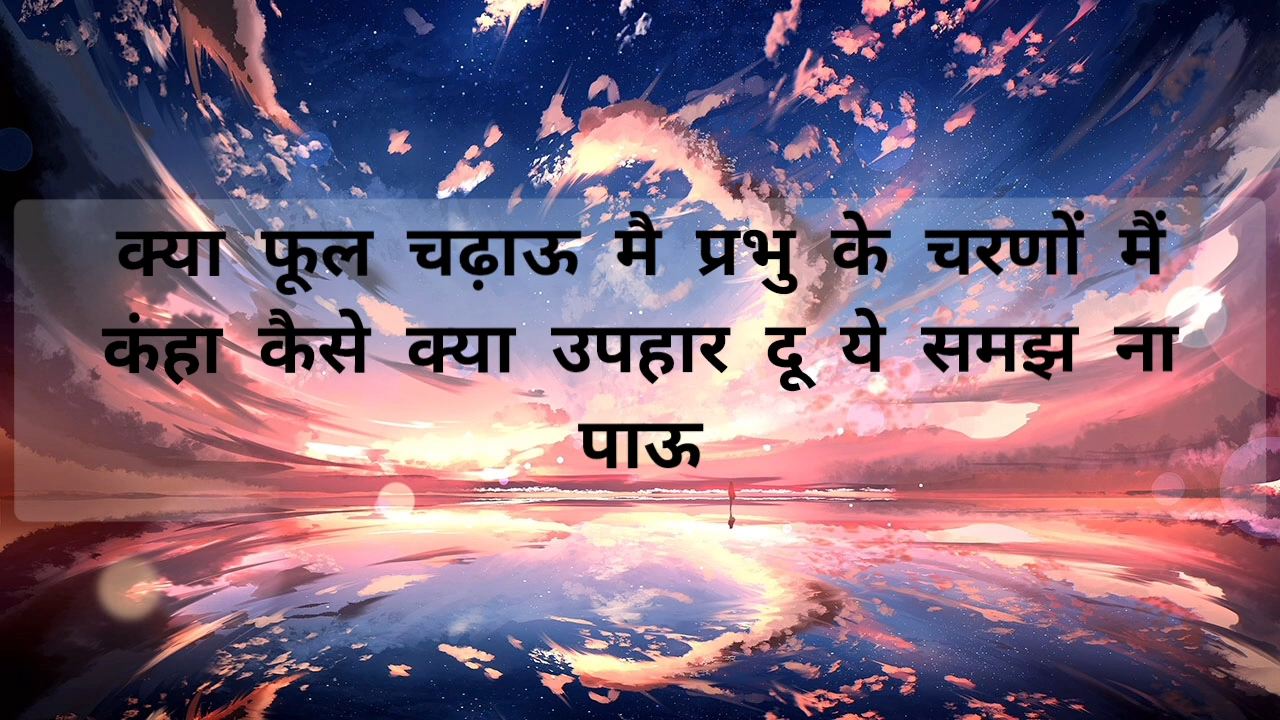 क्या फूल चढ़ाऊ मै प्रभु के चरणों मैं
कंहा कैसे क्या उपहार दू ये समझ ना
पाऊ